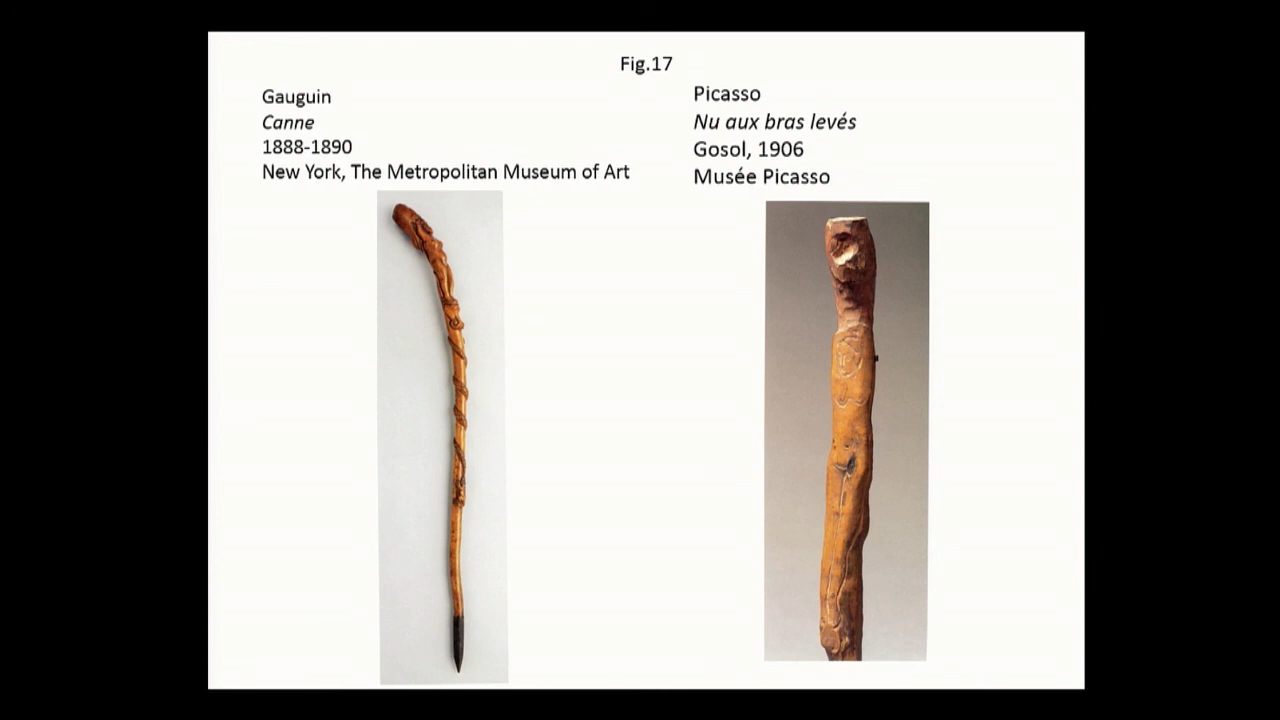 Fig.17
Gauguin
Canne
1888-1890
New York, The Metropolitan Museum of Art
Picasso
Nu aux bras levés
Gosol, 1906
Musée Picasso